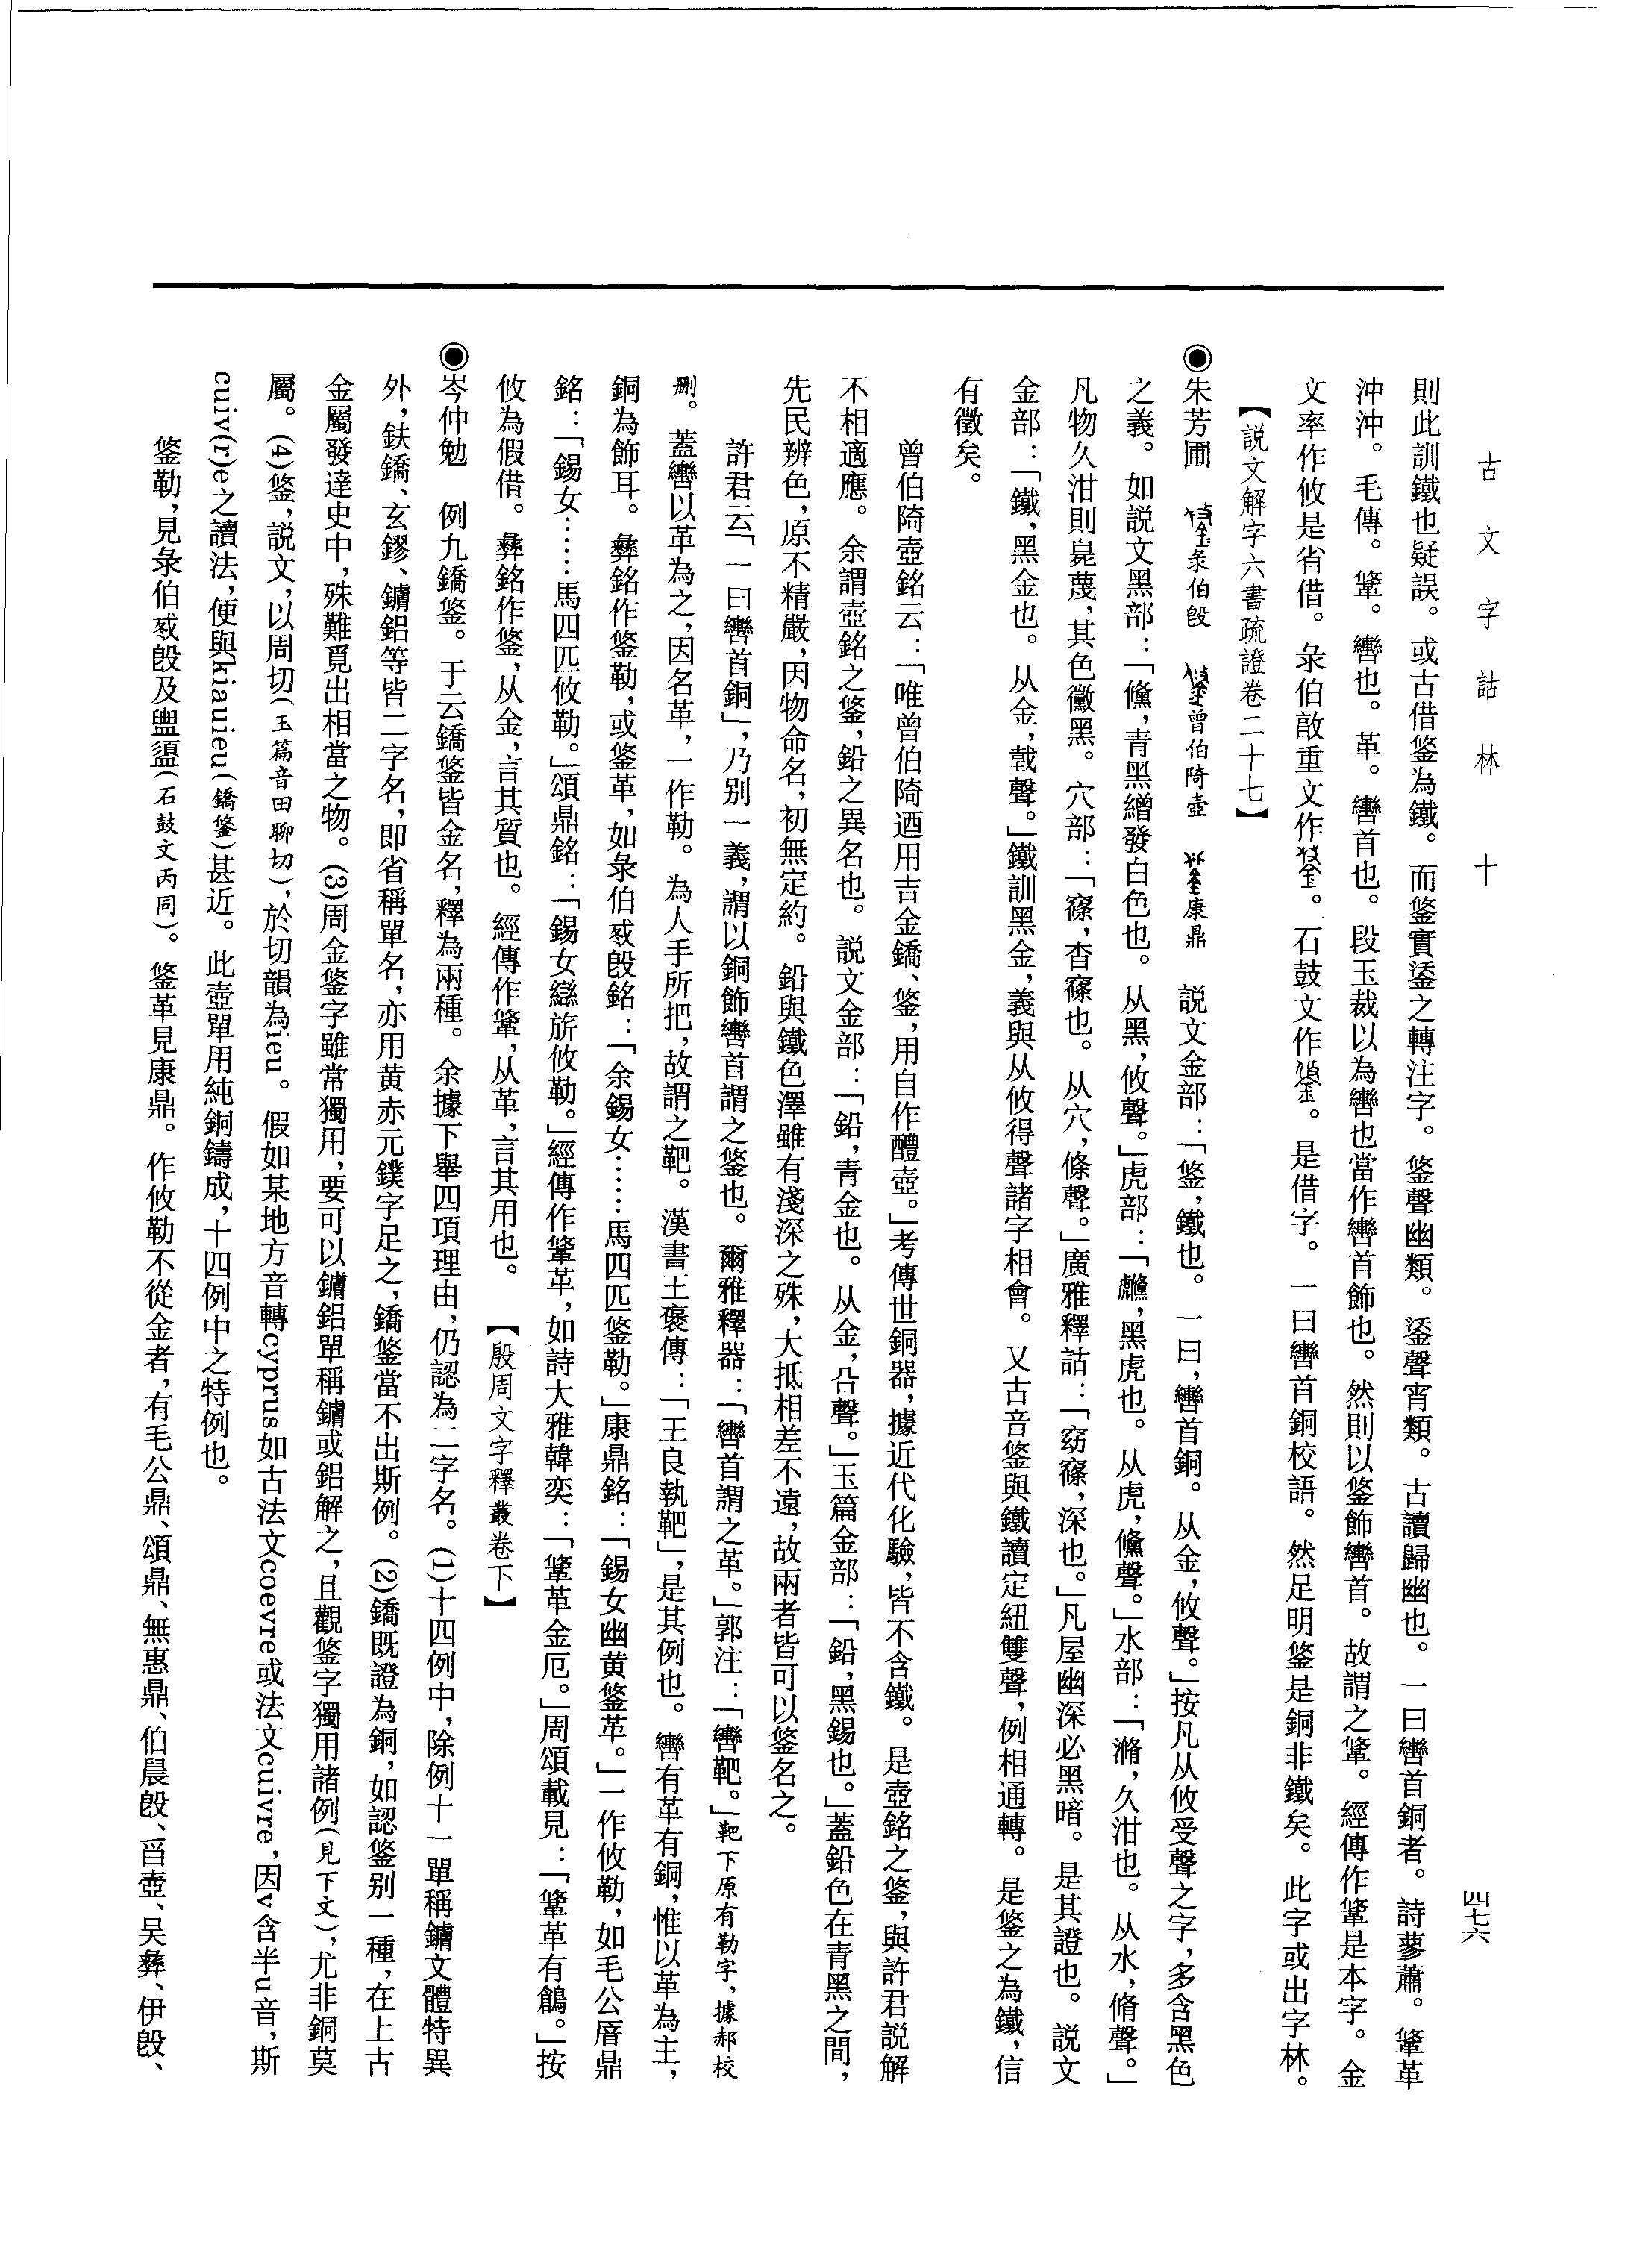 古文字詁林 十
四七六
則此訓鐵也疑誤。或古借鋚為鐵。而鋚實鋈之轉注字。鋚聲幽類。鋈聲宵類。古讀歸幽也。一曰轡首銅者。詩蓼蕭。鞗革
沖沖。毛傳。鞗。轡也。革。轡首也。段玉裁以為轡也當作轡首飾也。然則以鋚飾轡首。故謂之鞗。經傳作鞗是本字。金
文率作攸是省借。彔伯敢重文作。石鼓文作。是借字。一曰轡首銅校語。然足明鋚是銅非鐵矣。此字或出字林。
【説文解字六書疏證卷二十七】
◉朱芳圃 彔伯𣪘 曾伯陭壺 康鼎 説文金部:「鋚,鐵也。一曰,轡首銅。从金,攸聲。」按凡从攸受聲之字,多含黑色
之義。如説文黑部:「儵,青黑繒發白色也。从黑,攸聲。」虎部:「虪,黑虎也。从虎,儵聲。」水部:「滫,久泔也。从水,脩聲。」
凡物久泔則臭蔑,其色黴黑。穴部:「窱,杳窱也。从穴,條聲。」廣雅釋詁:「窈窱,深也。」凡屋幽深必黑暗。是其證也。説文
金部:「鐵,黑金也。从金,𢧜聲。」鐵訓黑金,義與从攸得聲諸字相會。又古音鋚與鐵讀定紐雙聲,例相通轉。是鋚之為鐵,信
有徵矣。
曾伯陭壺銘云:「唯曾伯陭迺用吉金鐈、鋚,用自作醴壺。」考傳世銅器,據近代化驗,皆不含鐵。是壺銘之鋚,與許君説解
不相適應。余謂壺銘之鋚,鉛之異名也。説文金部:「鉛,青金也。从金,㕣聲。」玉篇金部:「鉛,黑錫也。」蓋鉛色在青黑之間,
先民辨色,原不精嚴,因物命名,初無定約。鉛與鐵色澤雖有淺深之殊,大抵相差不遠,故兩者皆可以鋚名之。
許君云「一曰轡首銅」,乃别一義,謂以銅飾轡首謂之鋚也。爾雅釋器:「轡首謂之革。」郭注:「轡靶。」靶下原有勒字,據郝校
刪。蓋轡以革為之,因名革,一作勒。為人手所把,故謂之靶。漢書王褒傳:「王良執靶」,是其例也。轡有革有銅,惟以革為主,
銅為飾耳。彝銘作鋚勒,或鋚革,如彔伯𢦚𣪘銘:「余錫女……馬四匹鋚勒。」康鼎銘:「錫女幽黄鋚革。」一作攸勒,如毛公厝鼎
銘:「錫女……馬四匹攸勒。」頌鼎銘:「錫女䜌旂攸勒。」經傳作鞗革,如詩大雅韓奕:「鞗革金厄。」周頌載見:「鞗革有鶬。」按
攸為假借。彝銘作鋚,从金,言其質也。經傳作鞗,从革,言其用也。【殷周文字釋叢卷下】
◉岑仲勉 例九鐈鋚。于云鐈鋚皆金名,釋為兩種。余據下舉四項理由,仍認為二字名。(1)十四例中,除例十一單稱鏞文體特異
外,鈇鐈、玄鏐、鏞鋁等皆二字名,即省稱單名,亦用黄赤元鏷字足之,鐈鋚當不出斯例。(2)鐈既證為銅,如認鋚别一種,在上古
金屬發達史中,殊難覓出相當之物。(3)周金鋚字雖常獨用,要可以鏞鋁單稱鏞或鋁解之,且觀鋚字獨用諸例(見下文),尤非銅莫
屬。(4)鋚,説文,以周切(玉篇音田聊切),於切韻為ieu。假如某地方音轉cyprus如古法文coevre或法文cuivre,因v含半u音,斯
cuiv(r)e之讀法,便與kiauieu(鐈鋚)甚近。此壺單用純銅鑄成,十四例中之特例也。
鋚勒,見彔伯𢦚𣪘及盠盨(石鼓文丙同)。鋚革見康鼎。作攸勒不從金者,有毛公鼎、頌鼎、無惠鼎、伯晨𣪘、舀壺、吴彝、伊𣪘、